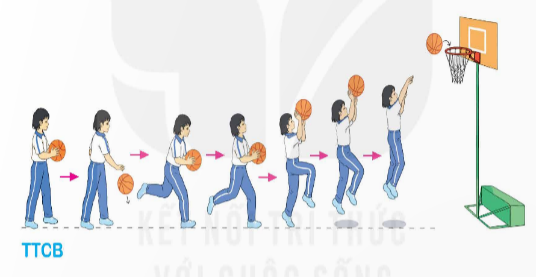 TTCB
KẾT NỐI TRI THỨC
VỚI CUỘC SỐNG